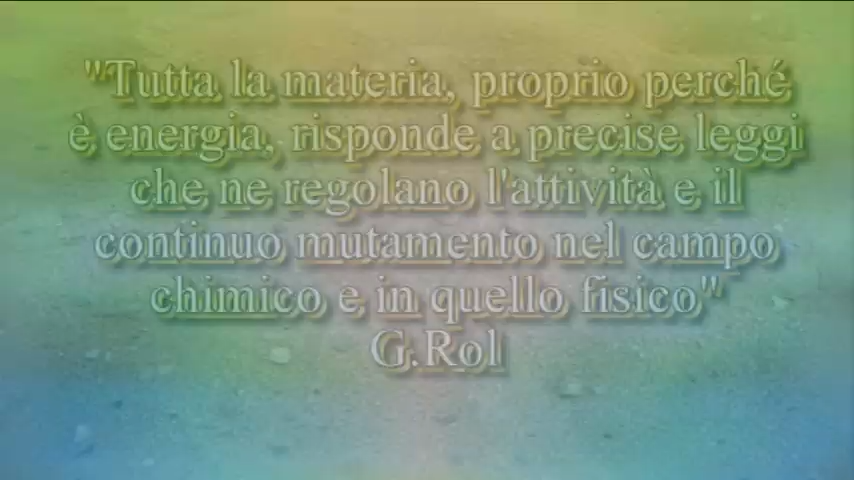 "Tutta la materia, proprio perché
è energia, risponde a precise leggi
che ne regolano l'attività e il
continuo mutamento nel campo
chimico e in quello fisico"
G.Rol